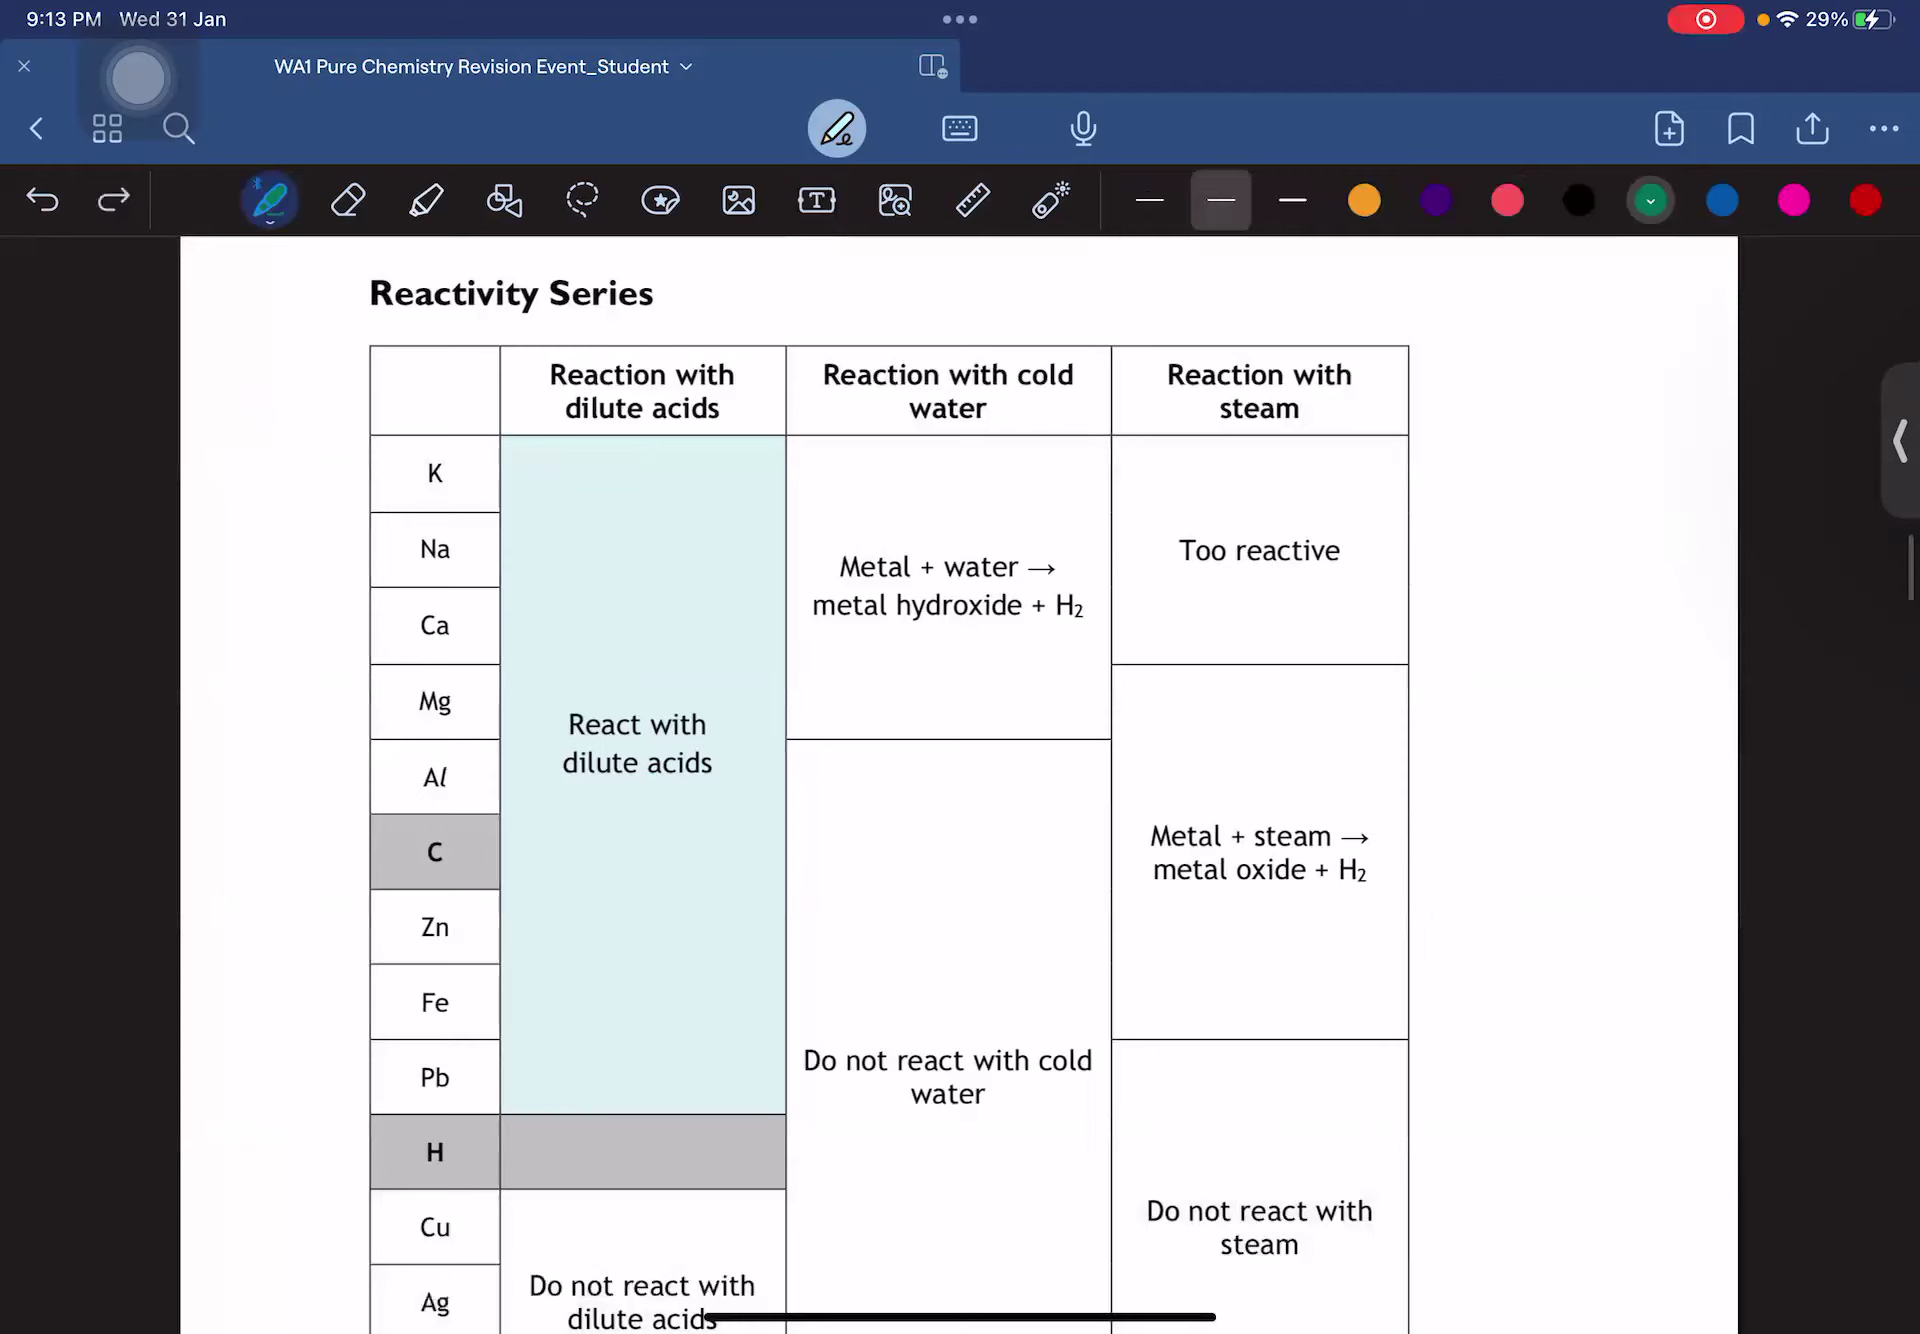 9:13 PM Wed 31 Jan
29%
WA1 Pure Chemistry Revision Event_Student
Reactivity Series
Reaction with
dilute acids
Reaction with cold
water
Reaction with
steam
K
Na
Ca
Mg
Al
C
Zn
Fe
Pb
H
Cu
Ag
React with
dilute acids
Do not react with
dilute acids
Metal + water →
metal hydroxide + H₂
Do not react with cold
water
Too reactive
Metal + steam →
metal oxide + H₂
Do not react with
steam